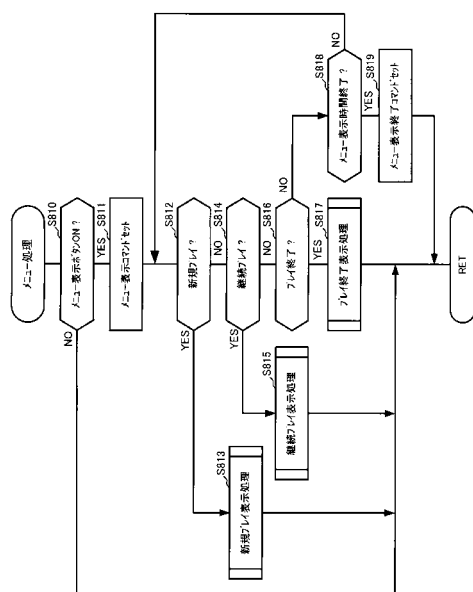 メニュー処理
S810
メニュー表示ボタンON？
NO
YES
S811
メニュー表示コマンドセット
S812
新規プレイ？
YES
NO
S813
新規プレイ表示処理
S814
継続プレイ？
YES
NO
S815
継続プレイ表示処理
S816
プレイ終了？
NO
YES
S817
プレイ終了表示処理
S818
メニュー表示時間終了？
NO
YES
S819
メニュー表示終了コマンドセット
RET